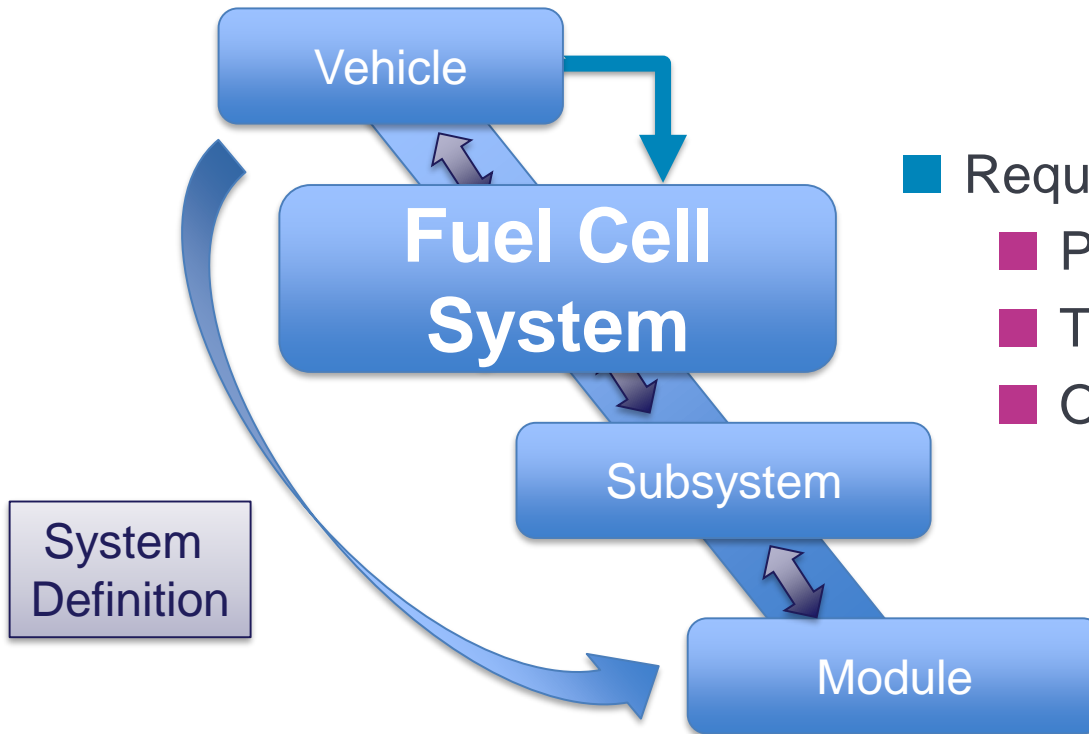 Vehicle
Fuel Cell
System
Requ
P
T
C
Subsystem
System
Definition
Module